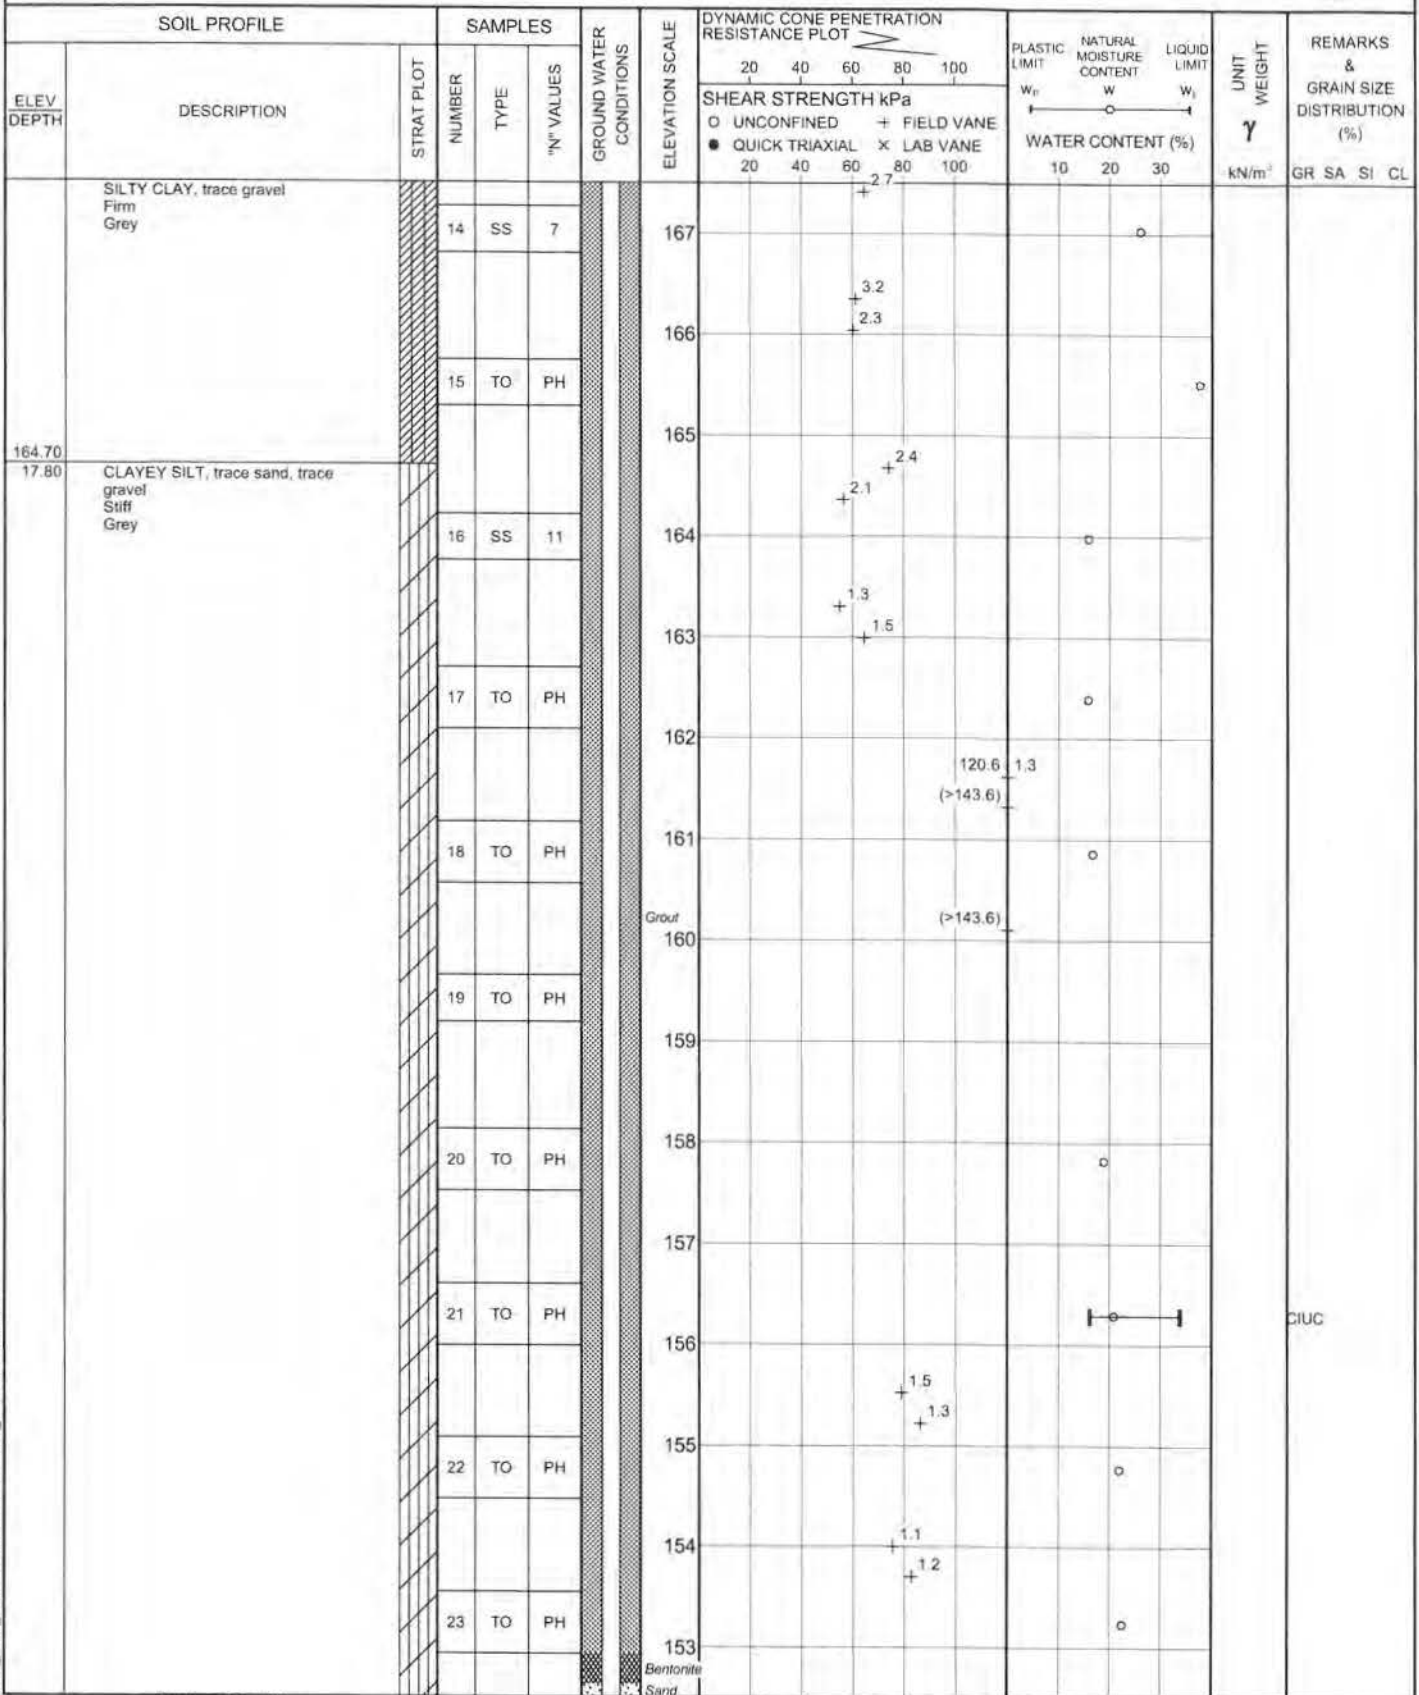 SOIL PROFILE
SAMPLES
GROUND WATER
CONDITIONS
ELEVATION SCALE
DYNAMIC CONE PENETRATION
RESISTANCE PLOT
20 40 60 80 100
PLASTIC
LIMIT
NATURAL
MOISTURE
CONTENT
LIQUID
LIMIT
UNIT
WEIGHT
REMARKS
&
GRAIN SIZE
DISTRIBUTION
(%)
ELEV
DEPTH
DESCRIPTION
STRAT PLOT
NUMBER
TYPE
"N" VALUES
SHEAR STRENGTH kPa
O UNCONFINED + FIELD VANE
● QUICK TRIAXIAL × LAB VANE
20 40 60 80 100
W W
WATER CONTENT (%)
10 20 30
γ
kN/m
GR SA SI CL
SILTY CLAY, trace gravel
Firm
Grey
2.7
14 SS 7
167
3.2
2.3
166
15 TO PH
165
164.70
17.80
CLAYEY SILT, trace sand, trace
gravel
Stiff
Grey
2.4
2.1
16 SS 11
164
1.3
1.5
163
17 TO PH
162
120.6 1.3
(>143.6)
161
18 TO PH
Grout
(>143.6)
160
19 TO PH
159
158
20 TO PH
157
21 TO PH
CIUC
156
1.5
1.3
155
22 TO PH
1.1
154
1.2
23 TO PH
153
Bentonite
Sand